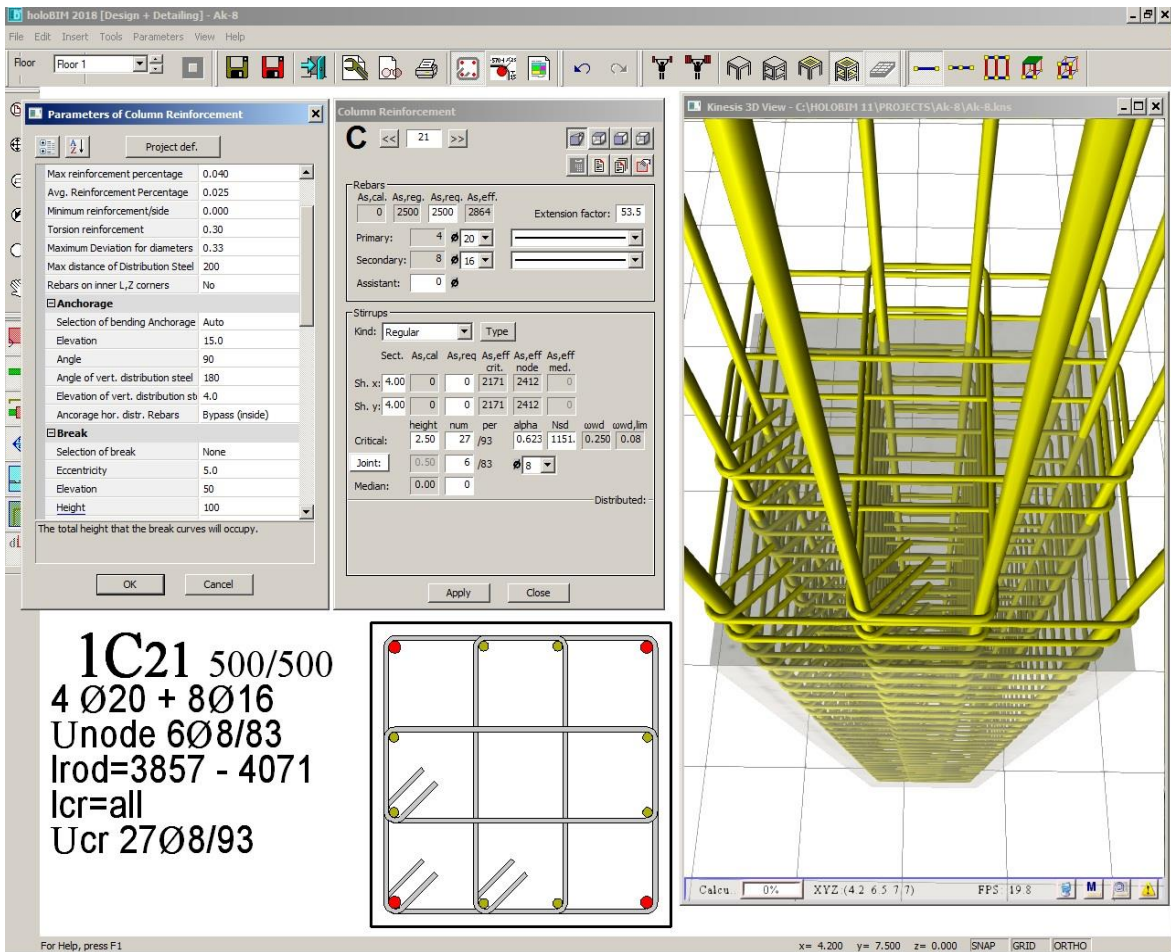 holoBIM 2018 [Design + Detailing] - Ak-8
File Edit Insert Tools Parameters View Help
Floor Floor 1
Parameters of Column Reinforcement
Project def.
Max reinforcement percentage 0.040
Avg. Reinforcement Percentage 0.025
Minimum reinforcement/side 0.000
Torsion reinforcement 0.30
Maximum Deviation for diameters 0.33
Max distance of Distribution Steel 200
Rebars on inner L,Z corners No
Anchorage
Selection of bending Anchorage Auto
Elevation 15.0
Angle 90
Angle of vert. distribution steel 180
Elevation of vert. distribution st 4.0
Ancorage hor. distr. Rebars Bypass (inside)
Break
Selection of break None
Eccentricity 5.0
Elevation 50
Height 100
The total height that the break curves will occupy.
OK Cancel
Column Reinforcement
C << 21 >>
Rebars
As,cal. As,reg. As,req. As,eff.
0 2500 2500 2864 Extension factor: 53.5
Primary: 4 Ø 20
Secondary: 8 Ø 16
Assistant: 0 Ø
Stirrups
Kind: Regular Type
Sect. As,cal As,req As,eff As,eff As,eff
crit. node med.
Sh. x: 4.00 0 0 2171 2412 0
Sh. y: 4.00 0 0 2171 2412 0
height num per alpha Nsd ωwd ωwd,lim
Critical: 2.50 27 /93 0.623 1151. 0.250 0.08
Joint: 0.50 6 /83 Ø 8
Median: 0.00 0
Distributed:
Apply Close
Kinesis 3D View - C:\HOLOBIM 11\PROJECTS\Ak-8\Ak-8.kns
Calcu.. 0% XYZ:(4.2 6.5 7.7) FPS: 19.8 M
1C21 500/500
4 Ø20 + 8Ø16
Unode 6Ø8/83
lrod=3857 - 4071
lcr=all
Ucr 27Ø8/93
For Help, press F1
x= 4.200 y= 7.500 z= 0.000 SNAP GRID ORTHO